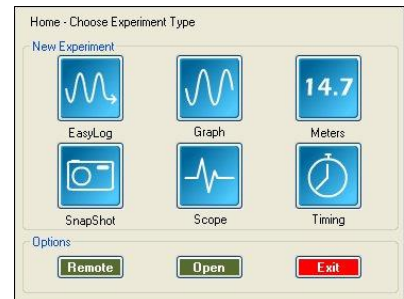 Home - Choose Experiment Type
New Experiment
14.7
EasyLog Graph Meters
SnapShot Scope Timing
Options
Remote Open Exit